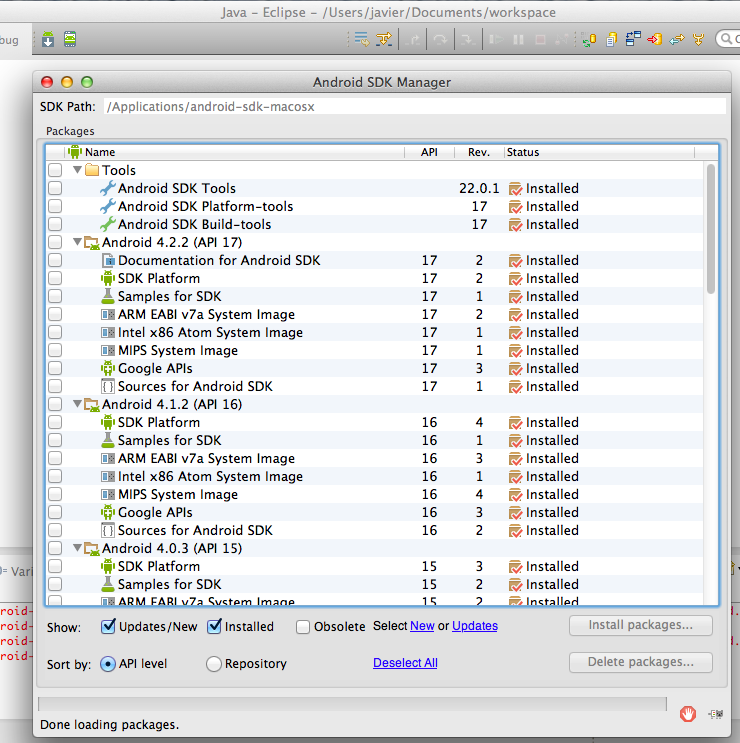 Java – Eclipse – /Users/javier/Documents/workspace
bug
Android SDK Manager
SDK Path: /Applications/android-sdk-macosx
Packages
Name API Rev. Status
Tools
Android SDK Tools 22.0.1 Installed
Android SDK Platform-tools 17 Installed
Android SDK Build-tools 17 Installed
Android 4.2.2 (API 17)
Documentation for Android SDK 17 2 Installed
SDK Platform 17 2 Installed
Samples for SDK 17 1 Installed
ARM EABI v7a System Image 17 2 Installed
Intel x86 Atom System Image 17 1 Installed
MIPS System Image 17 1 Installed
Google APIs 17 3 Installed
Sources for Android SDK 17 1 Installed
Android 4.1.2 (API 16)
SDK Platform 16 4 Installed
Samples for SDK 16 1 Installed
ARM EABI v7a System Image 16 3 Installed
Intel x86 Atom System Image 16 1 Installed
MIPS System Image 16 4 Installed
Google APIs 16 3 Installed
Sources for Android SDK 16 2 Installed
Android 4.0.3 (API 15)
SDK Platform 15 3 Installed
Samples for SDK 15 2 Installed
ARM EABI v7a System Image 15 2 Installed
Show: Updates/New Installed Obsolete Select New or Updates Install packages...
Sort by: API level Repository Deselect All Delete packages...
Done loading packages.